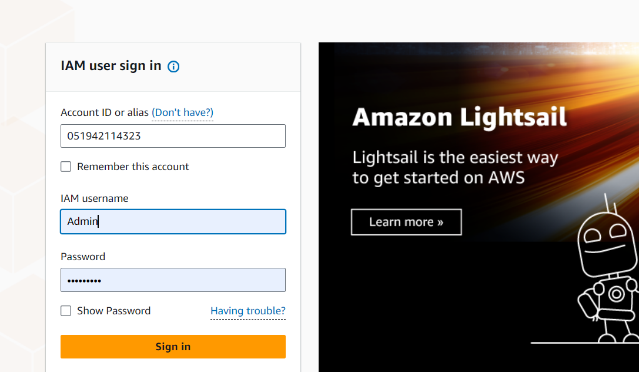 IAM user sign in
Account ID or alias (Don't have?)
051942114323
Remember this account
IAM username
Admin
Password
•••••••••
Show Password
Having trouble?
Sign in
Amazon Lightsail
Lightsail is the easiest way
to get started on AWS
Learn more »